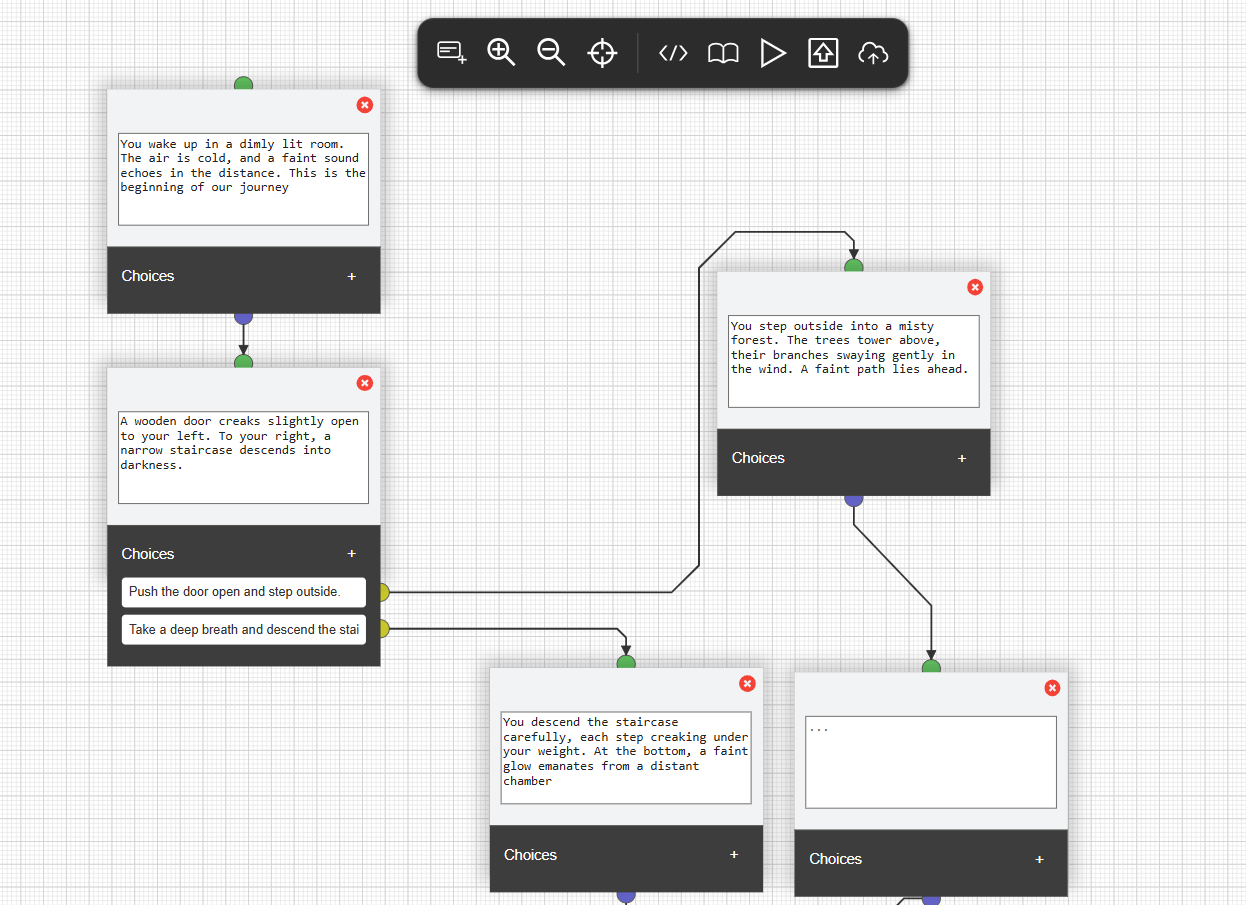 You wake up in a dimly lit room.
The air is cold, and a faint sound
echoes in the distance. This is the
beginning of our journey
Choices +
A wooden door creaks slightly open
to your left. To your right, a
narrow staircase descends into
darkness.
Choices +
Push the door open and step outside.
Take a deep breath and descend the stai
You step outside into a misty
forest. The trees tower above,
their branches swaying gently in
the wind. A faint path lies ahead.
Choices +
You descend the staircase
carefully, each step creaking under
your weight. At the bottom, a faint
glow emanates from a distant
chamber
Choices +
...
Choices +